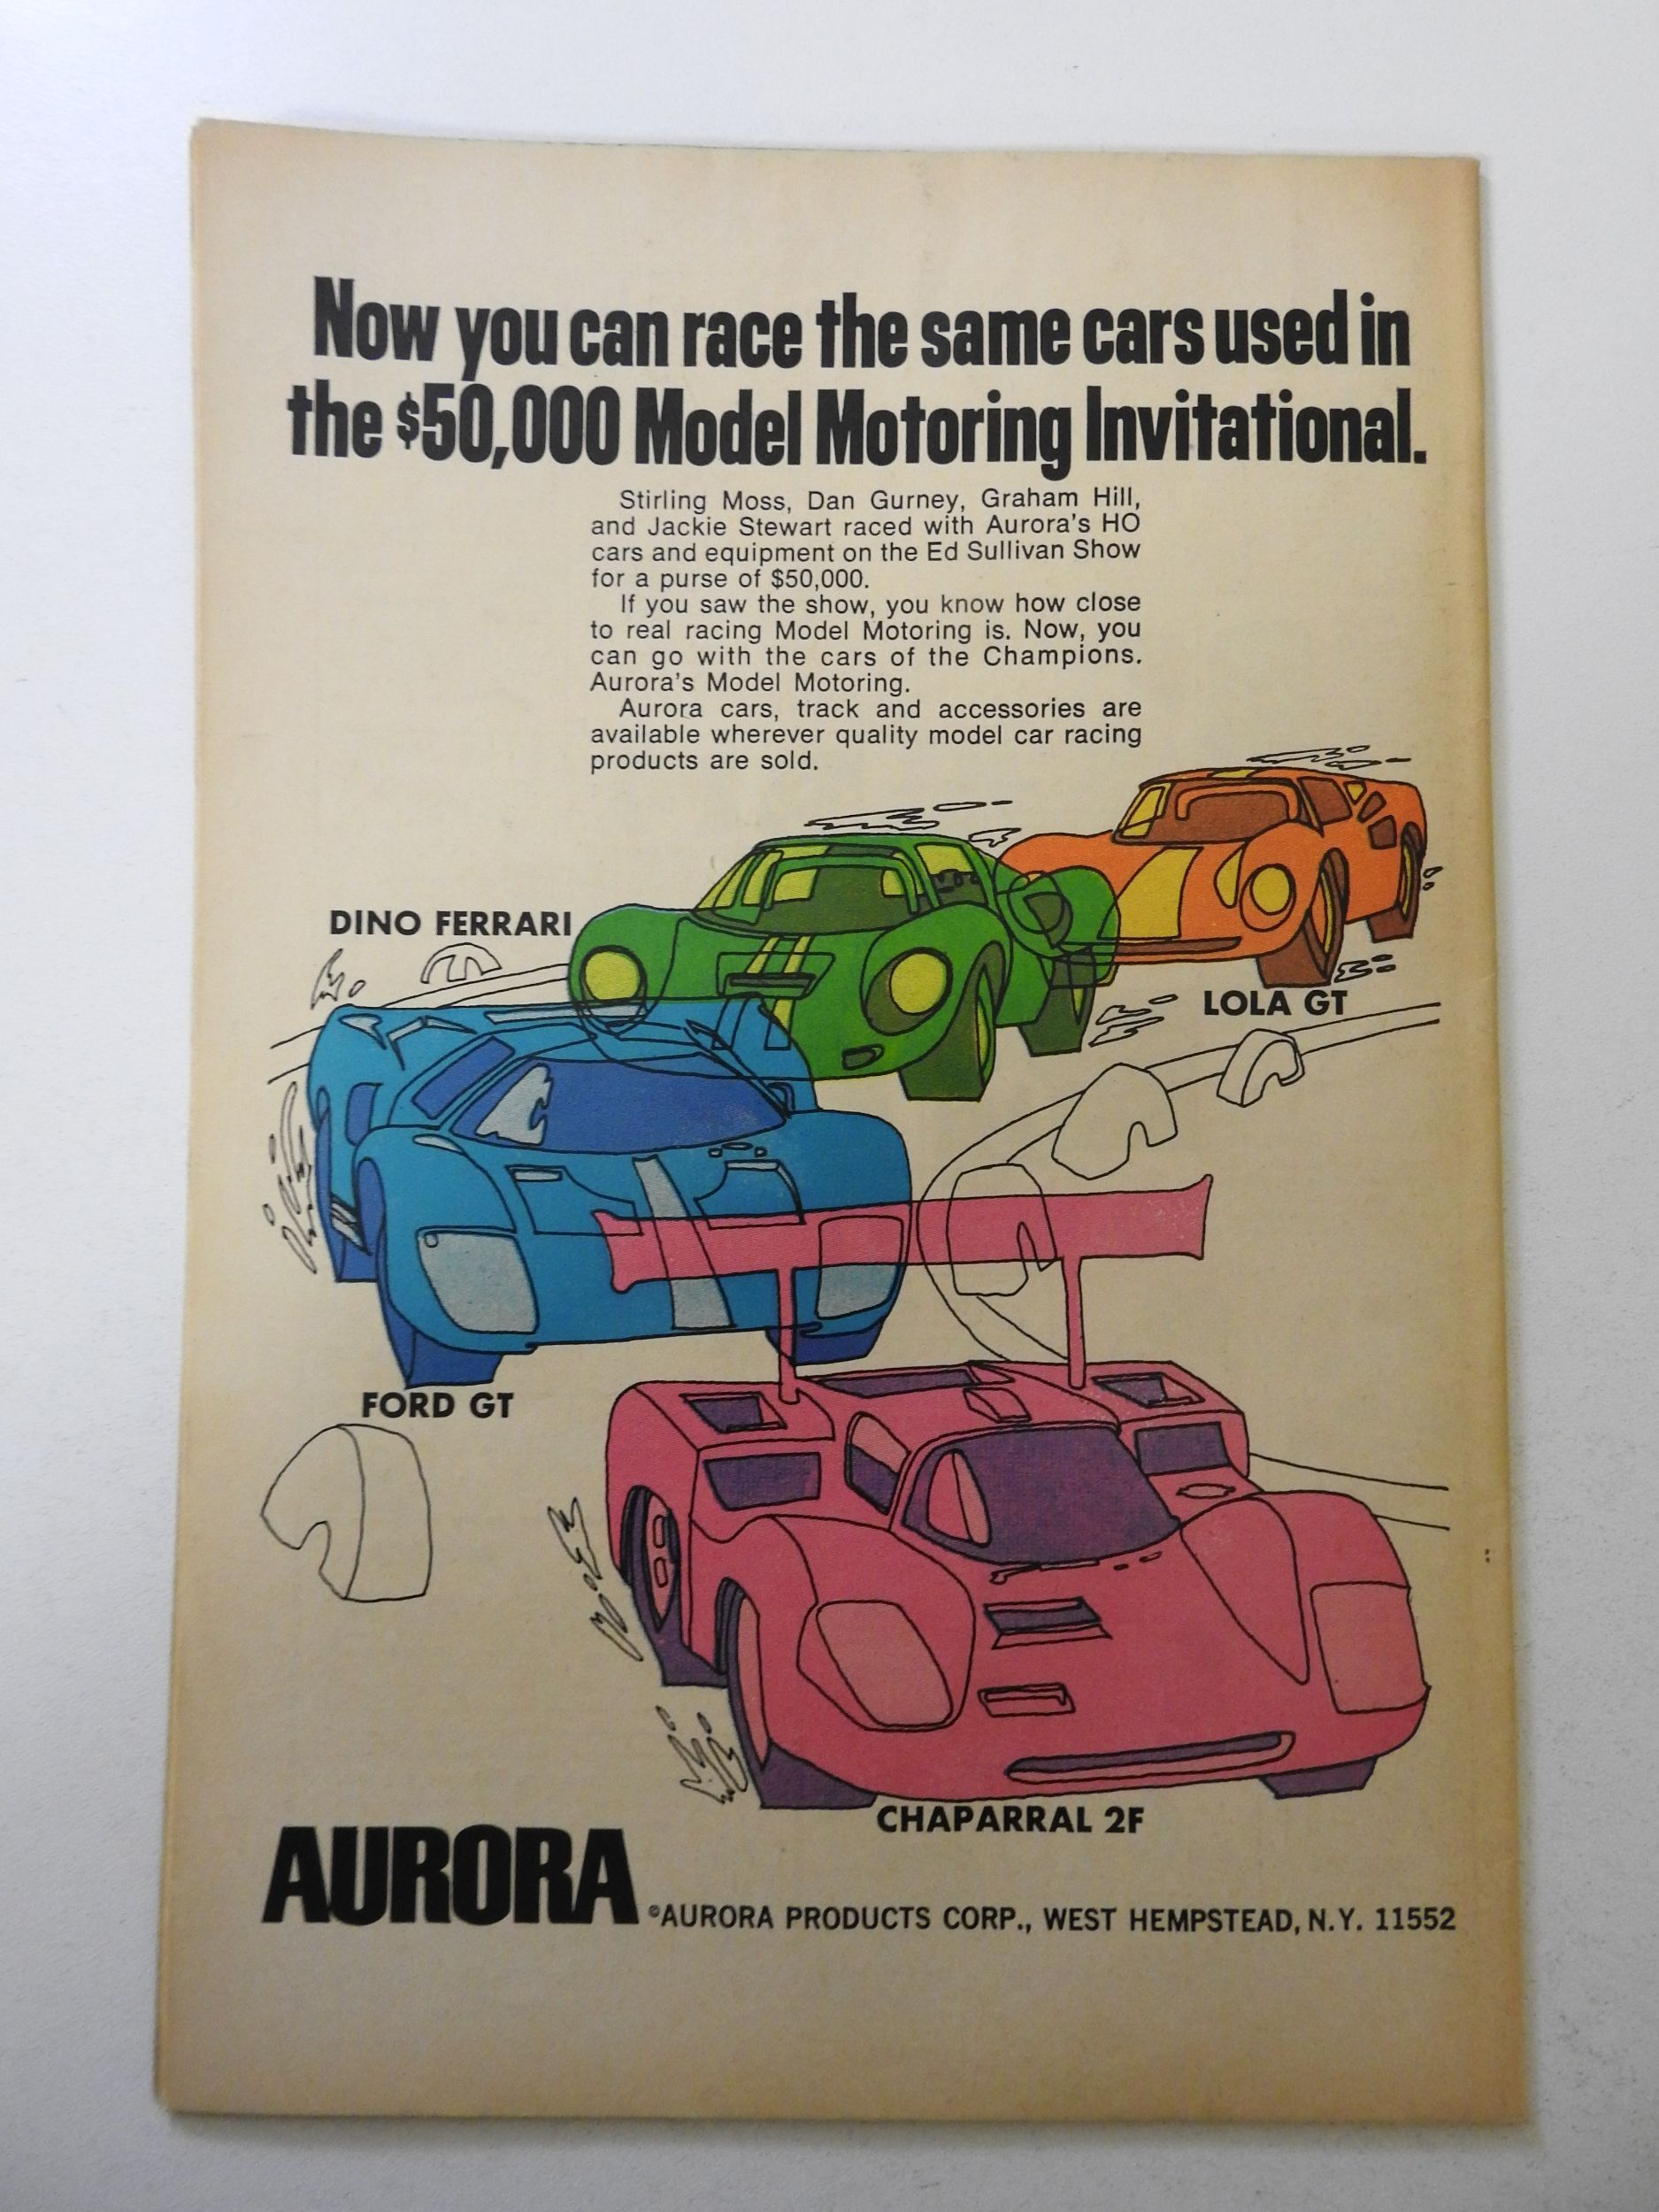 Now you can race the same cars used in
the $50,000 Model Motoring Invitational.
Stirling Moss, Dan Gurney, Graham Hill,
and Jackie Stewart raced with Aurora's HO
cars and equipment on the Ed Sullivan Show
for a purse of $50,000.
If you saw the show, you know how close
to real racing Model Motoring is. Now, you
can go with the cars of the Champions.
Aurora's Model Motoring.
Aurora cars, track and accessories are
available wherever quality model car racing
products are sold.
DINO FERRARI
LOLA GT
FORD GT
CHAPARRAL 2F
AURORA
©AURORA PRODUCTS CORP., WEST HEMPSTEAD, N.Y. 11552